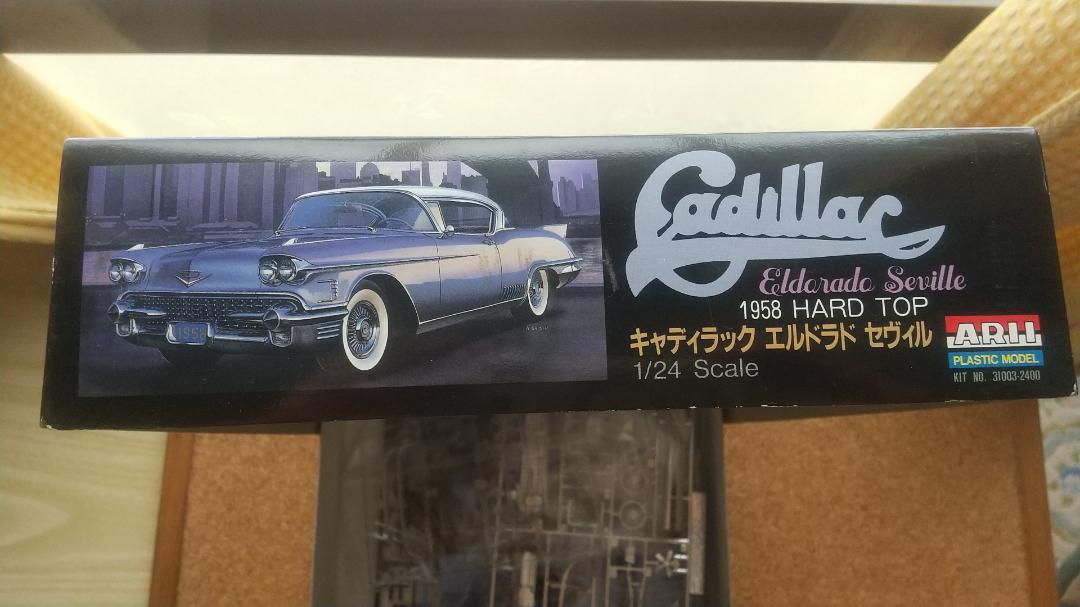 Cadillac
Eldorado Seville
1958 HARD TOP
キャディラック エルドラド セヴィル
1/24 Scale
ARII
PLASTIC MODEL
KIT NO. 31003-2400
1958